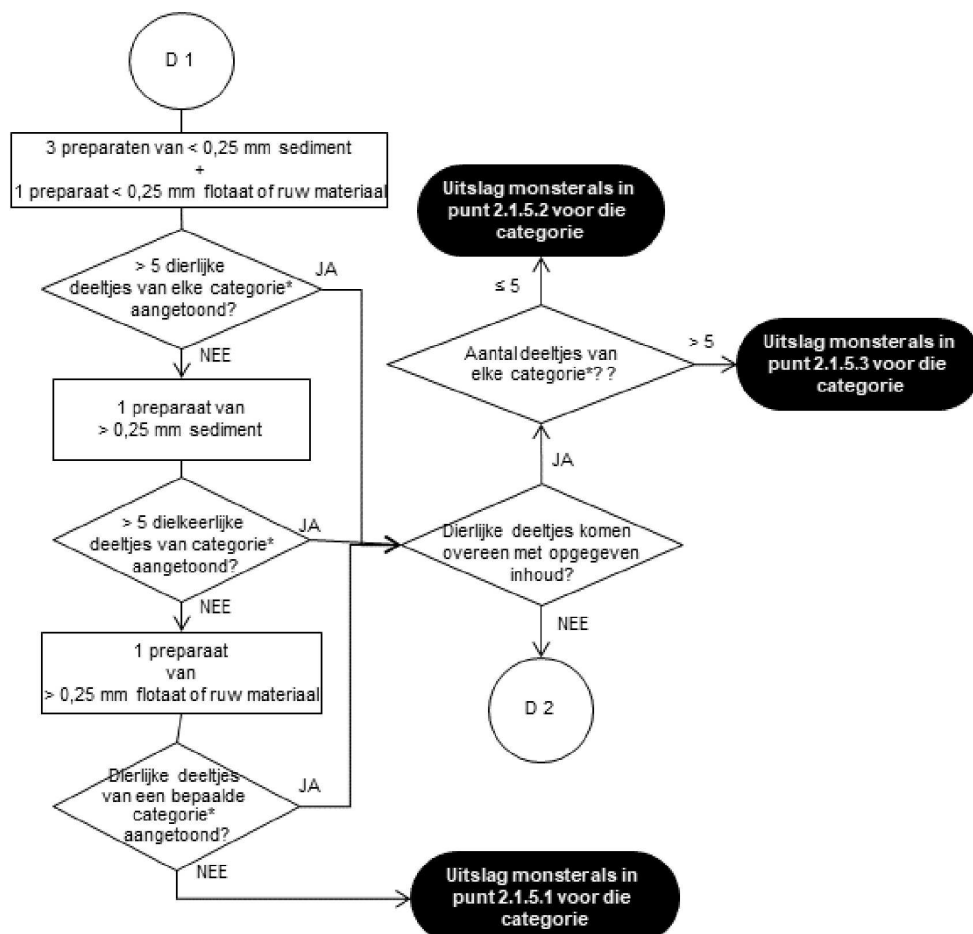 D 1
3 preparaten van < 0,25 mm sediment
+
1 preparaat < 0,25 mm flotaat of ruw materiaal
> 5 dierlijke
deeltjes van elke categorie*
aangetoond?
JA
NEE
1 preparaat van
> 0,25 mm sediment
> 5 dielkeerlijke
deeltjes van categorie*
aangetoond?
JA
NEE
1 preparaat
van
> 0,25 mm flotaat of ruw materiaal
Dierlijke deeltjes
van een bepaalde
categorie*
aangetoond?
JA
NEE
Uitslag monsterals in
punt 2.1.5.1 voor die
categorie
Uitslag monsterals in
punt 2.1.5.2 voor die
categorie
≤ 5
Aantal deeltjes van
elke categorie*? ?
> 5
Uitslag monsterals in
punt 2.1.5.3 voor die
categorie
JA
Dierlijke deeltjes komen
overeen met opgegeven
inhoud?
NEE
D 2